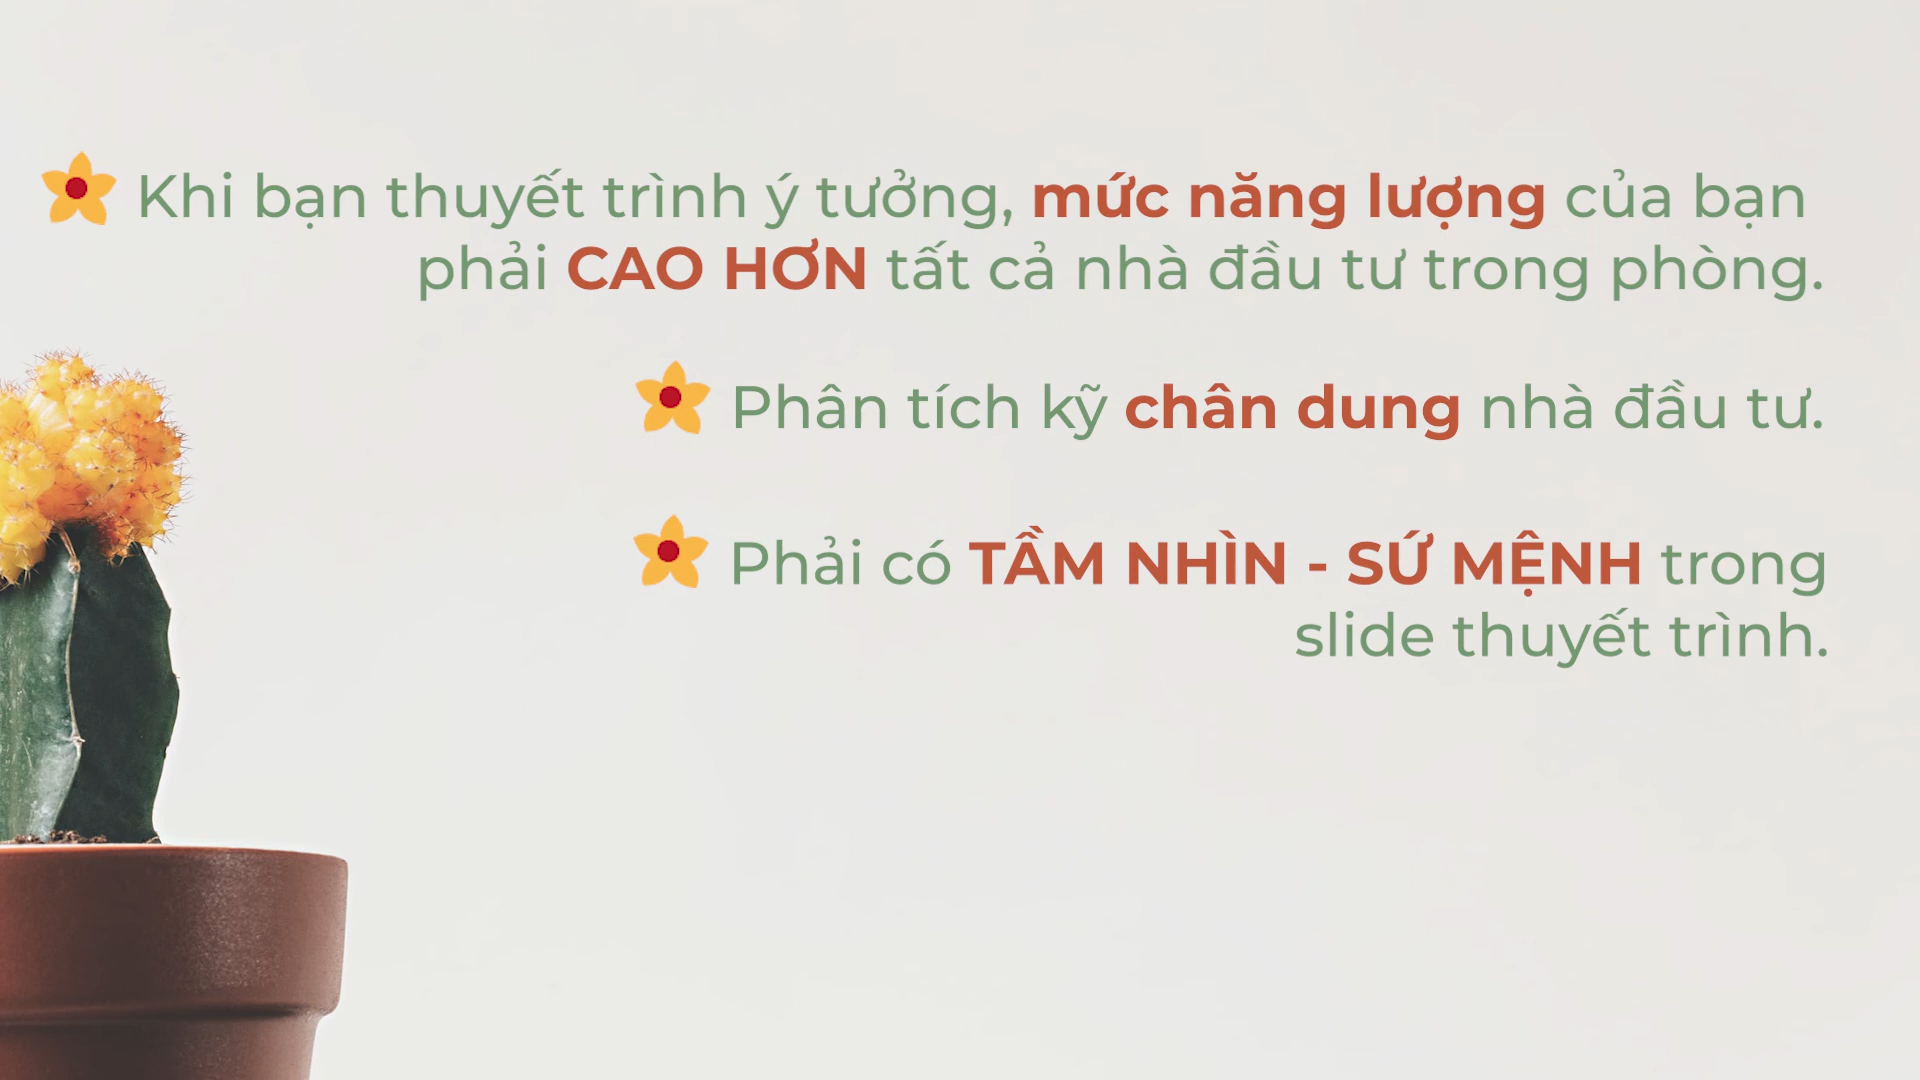 Khi bạn thuyết trình ý tưởng, mức năng lượng của bạn
phải CAO HƠN tất cả nhà đầu tư trong phòng.
Phân tích kỹ chân dung nhà đầu tư.
Phải có TẦM NHÌN - SỨ MỆNH trong
slide thuyết trình.